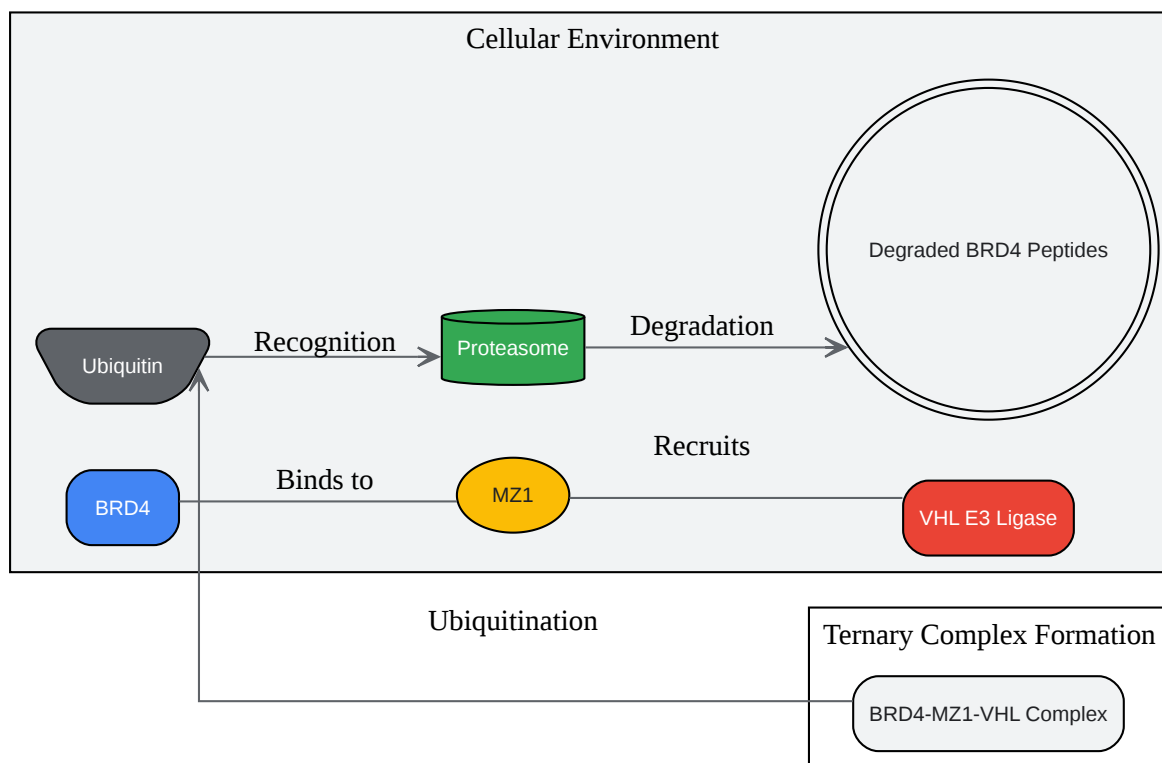 Cellular Environment
Degraded BRD4 Peptides
Ubiquitin
Recognition
Proteasome
Degradation
BRD4
Binds to
MZ1
Recruits
VHL E3 Ligase
Ubiquitination
Ternary Complex Formation
BRD4-MZ1-VHL Complex